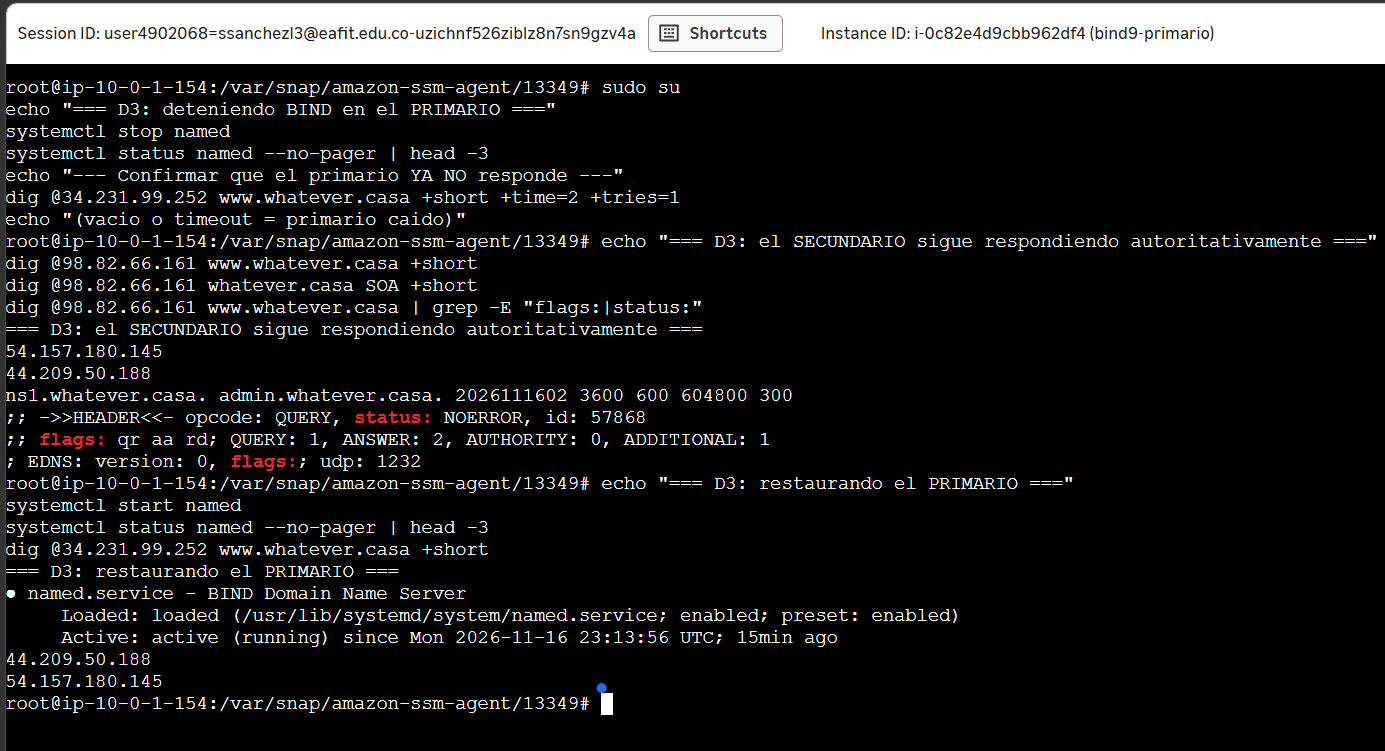 Session ID: user4902068=ssanchezl3@eafit.edu.co-uzichnf526ziblz8n7sn9gzv4a Shortcuts Instance ID: i-0c82e4d9cbb962df4 (bind9-primario)
root@ip-10-0-1-154:/var/snap/amazon-ssm-agent/13349# sudo su
echo "=== D3: deteniendo BIND en el PRIMARIO ==="
systemctl stop named
systemctl status named --no-pager | head -3
echo "--- Confirmar que el primario YA NO responde ---"
dig @34.231.99.252 www.whatever.casa +short +time=2 +tries=1
echo "(vacio o timeout = primario caido)"
root@ip-10-0-1-154:/var/snap/amazon-ssm-agent/13349# echo "=== D3: el SECUNDARIO sigue respondiendo autoritativamente ==="
dig @98.82.66.161 www.whatever.casa +short
dig @98.82.66.161 whatever.casa SOA +short
dig @98.82.66.161 www.whatever.casa | grep -E "flags:|status:"
=== D3: el SECUNDARIO sigue respondiendo autoritativamente ===
54.157.180.145
44.209.50.188
ns1.whatever.casa. admin.whatever.casa. 2026111602 3600 600 604800 300
;; ->>HEADER<<- opcode: QUERY, status: NOERROR, id: 57868
;; flags: qr aa rd; QUERY: 1, ANSWER: 2, AUTHORITY: 0, ADDITIONAL: 1
; EDNS: version: 0, flags:; udp: 1232
root@ip-10-0-1-154:/var/snap/amazon-ssm-agent/13349# echo "=== D3: restaurando el PRIMARIO ==="
systemctl start named
systemctl status named --no-pager | head -3
dig @34.231.99.252 www.whatever.casa +short
=== D3: restaurando el PRIMARIO ===
● named.service - BIND Domain Name Server
Loaded: loaded (/usr/lib/systemd/system/named.service; enabled; preset: enabled)
Active: active (running) since Mon 2026-11-16 23:13:56 UTC; 15min ago
44.209.50.188
54.157.180.145
root@ip-10-0-1-154:/var/snap/amazon-ssm-agent/13349#